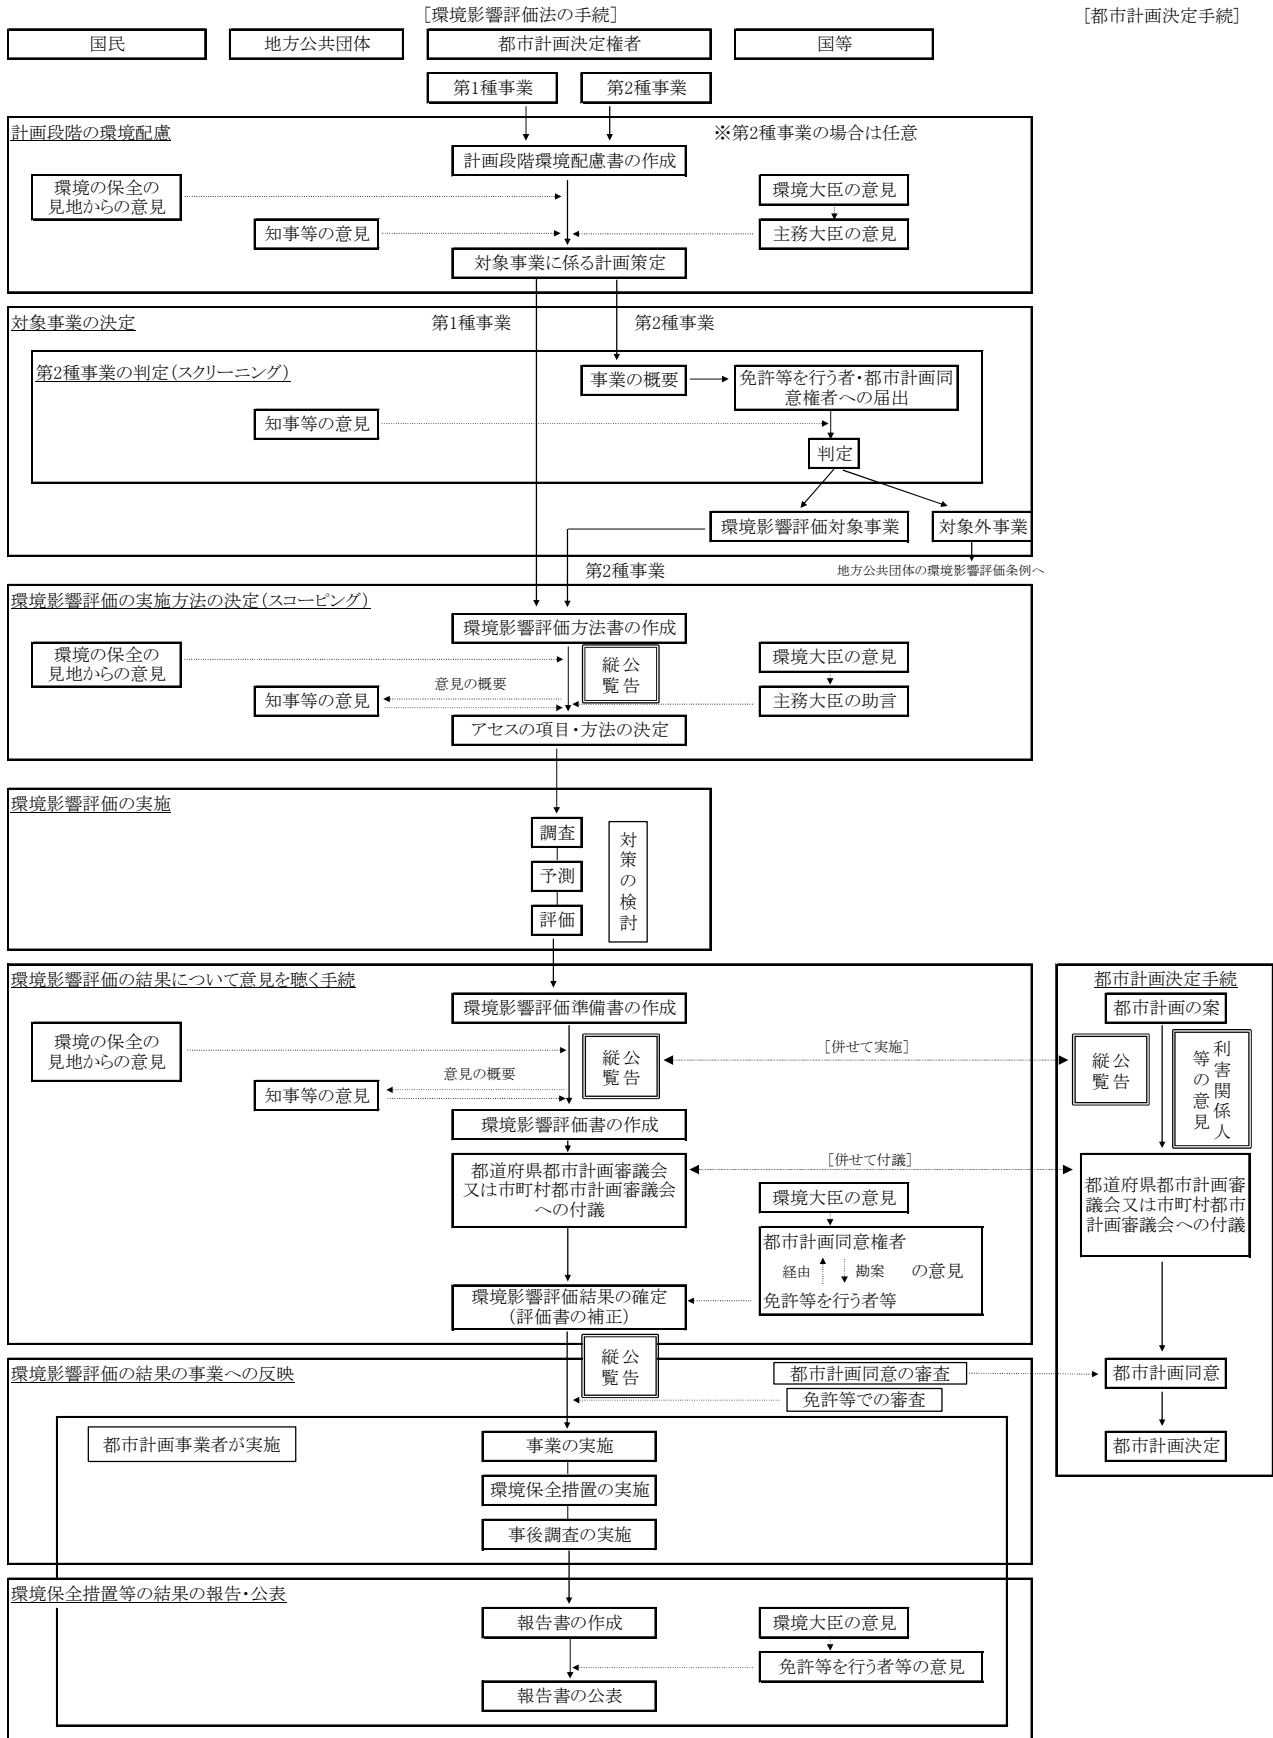 [環境影響評価法の手続]
[都市計画決定手続]
国民
地方公共団体
都市計画決定権者
国等
第1種事業
第2種事業
計画段階の環境配慮
※第2種事業の場合は任意
計画段階環境配慮書の作成
環境の保全の
見地からの意見
環境大臣の意見
知事等の意見
主務大臣の意見
対象事業に係る計画策定
対象事業の決定
第1種事業
第2種事業
第2種事業の判定(スクリーニング)
事業の概要
免許等を行う者・都市計画同
意権者への届出
知事等の意見
判定
環境影響評価対象事業
対象外事業
第2種事業
地方公共団体の環境影響評価条例へ
環境影響評価の実施方法の決定(スコーピング)
環境影響評価方法書の作成
環境の保全の
見地からの意見
縦公
覧告
環境大臣の意見
意見の概要
知事等の意見
主務大臣の助言
アセスの項目・方法の決定
環境影響評価の実施
調査
予測
評価
対策の検討
環境影響評価の結果について意見を聴く手続
都市計画決定手続
環境影響評価準備書の作成
都市計画の案
環境の保全の
見地からの意見
縦公
覧告
[併せて実施]
縦公
覧告
利害関係人
等の意見
意見の概要
知事等の意見
環境影響評価書の作成
都道府県都市計画審議会
又は市町村都市計画審議会
への付議
[併せて付議]
都道府県都市計画審
議会又は市町村都市
計画審議会への付議
環境大臣の意見
都市計画同意権者
経由 勘案 の意見
免許等を行う者等
環境影響評価結果の確定
(評価書の補正)
縦公
覧告
環境影響評価の結果の事業への反映
都市計画同意の審査
都市計画同意
免許等での審査
都市計画事業者が実施
事業の実施
都市計画決定
環境保全措置の実施
事後調査の実施
環境保全措置等の結果の報告・公表
報告書の作成
環境大臣の意見
免許等を行う者等の意見
報告書の公表